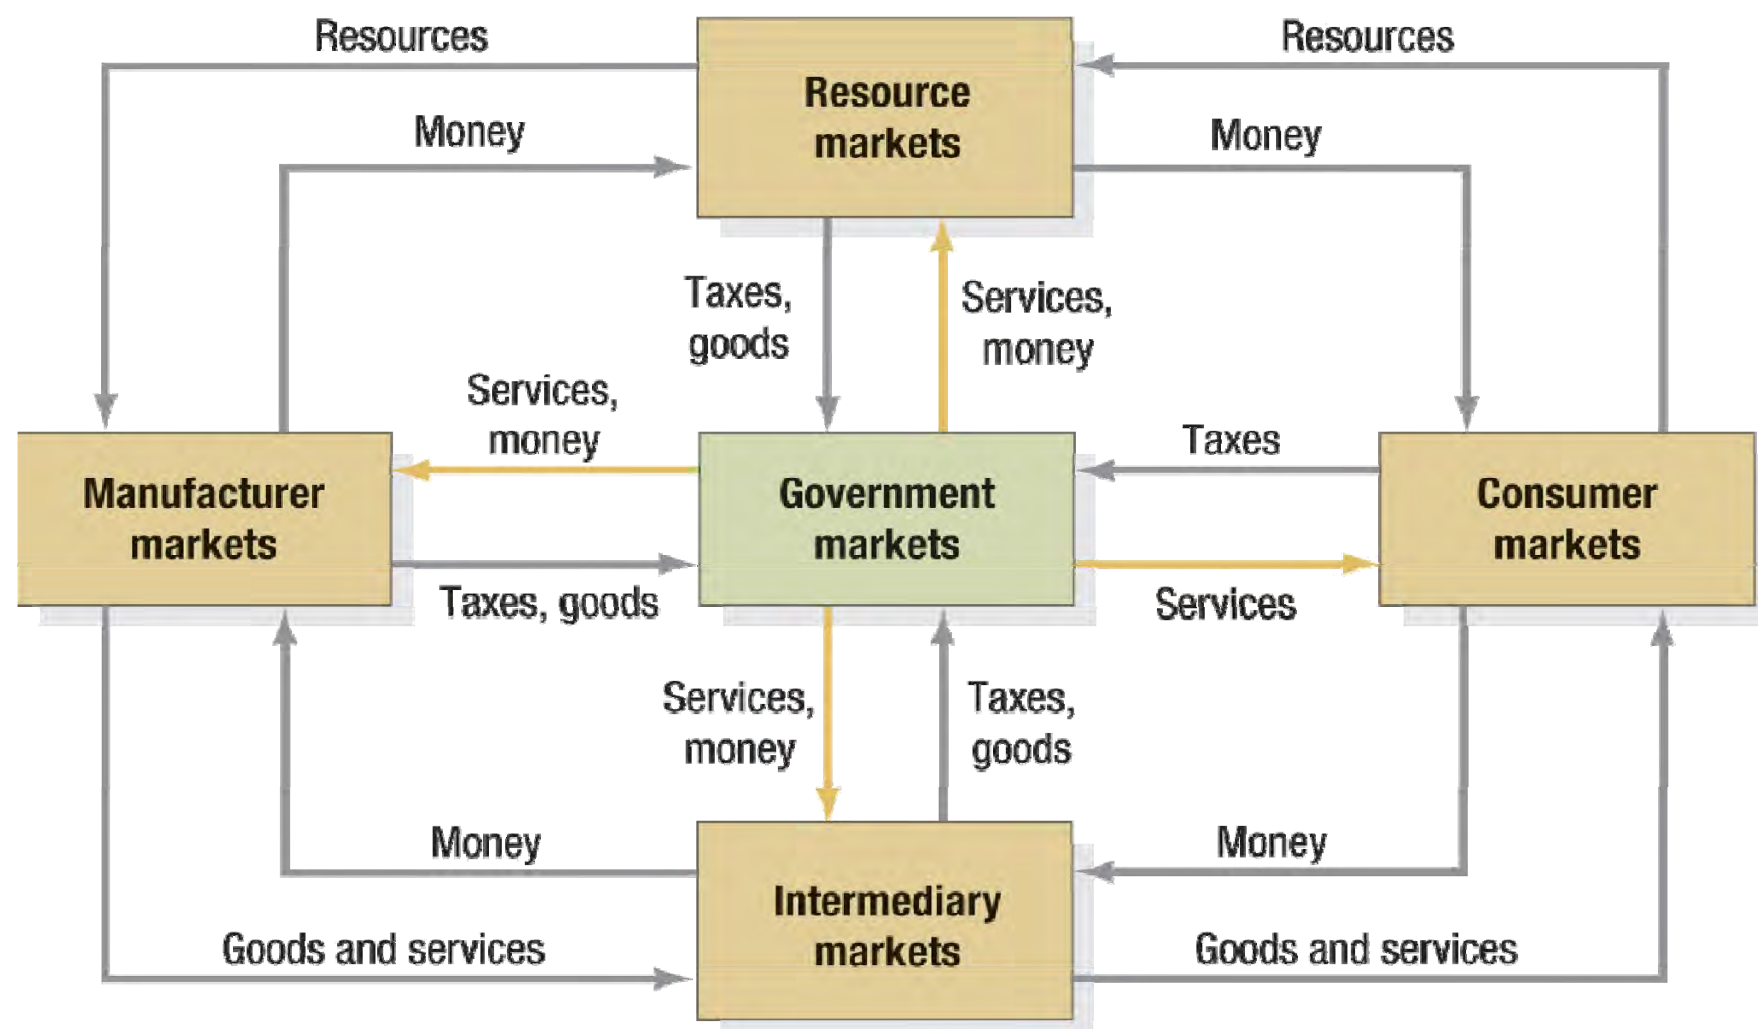 Resources
Resources
Resource
markets
Money
Money
Taxes,
goods
Services,
money
Services,
money
Taxes
Manufacturer
markets
Government
markets
Consumer
markets
Taxes, goods
Services
Services,
money
Taxes,
goods
Money
Money
Intermediary
markets
Goods and services
Goods and services